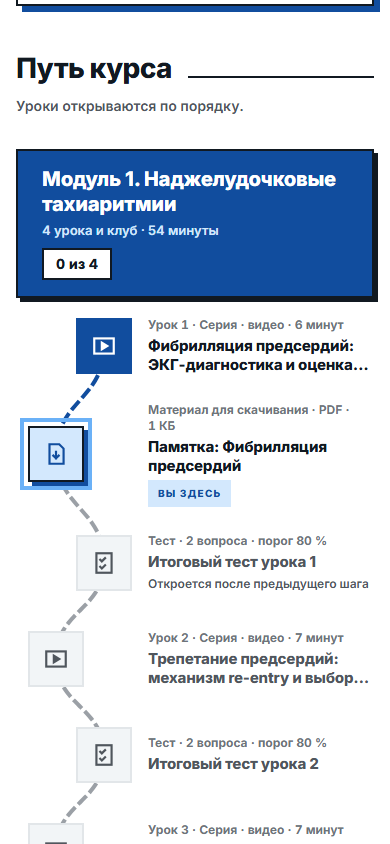 Путь курса
Уроки открываются по порядку.
Модуль 1. Наджелудочковые
тахиаритмии
4 урока и клуб · 54 минуты
0 из 4
Урок 1 · Серия · видео · 6 минут
Фибрилляция предсердий:
ЭКГ-диагностика и оценка…
Материал для скачивания · PDF ·
1 КБ
Памятка: Фибрилляция
предсердий
ВЫ ЗДЕСЬ
Тест · 2 вопроса · порог 80 %
Итоговый тест урока 1
Откроется после предыдущего шага
Урок 2 · Серия · видео · 7 минут
Трепетание предсердий:
механизм re-entry и выбор…
Тест · 2 вопроса · порог 80 %
Итоговый тест урока 2
Урок 3 · Серия · видео · 7 минут